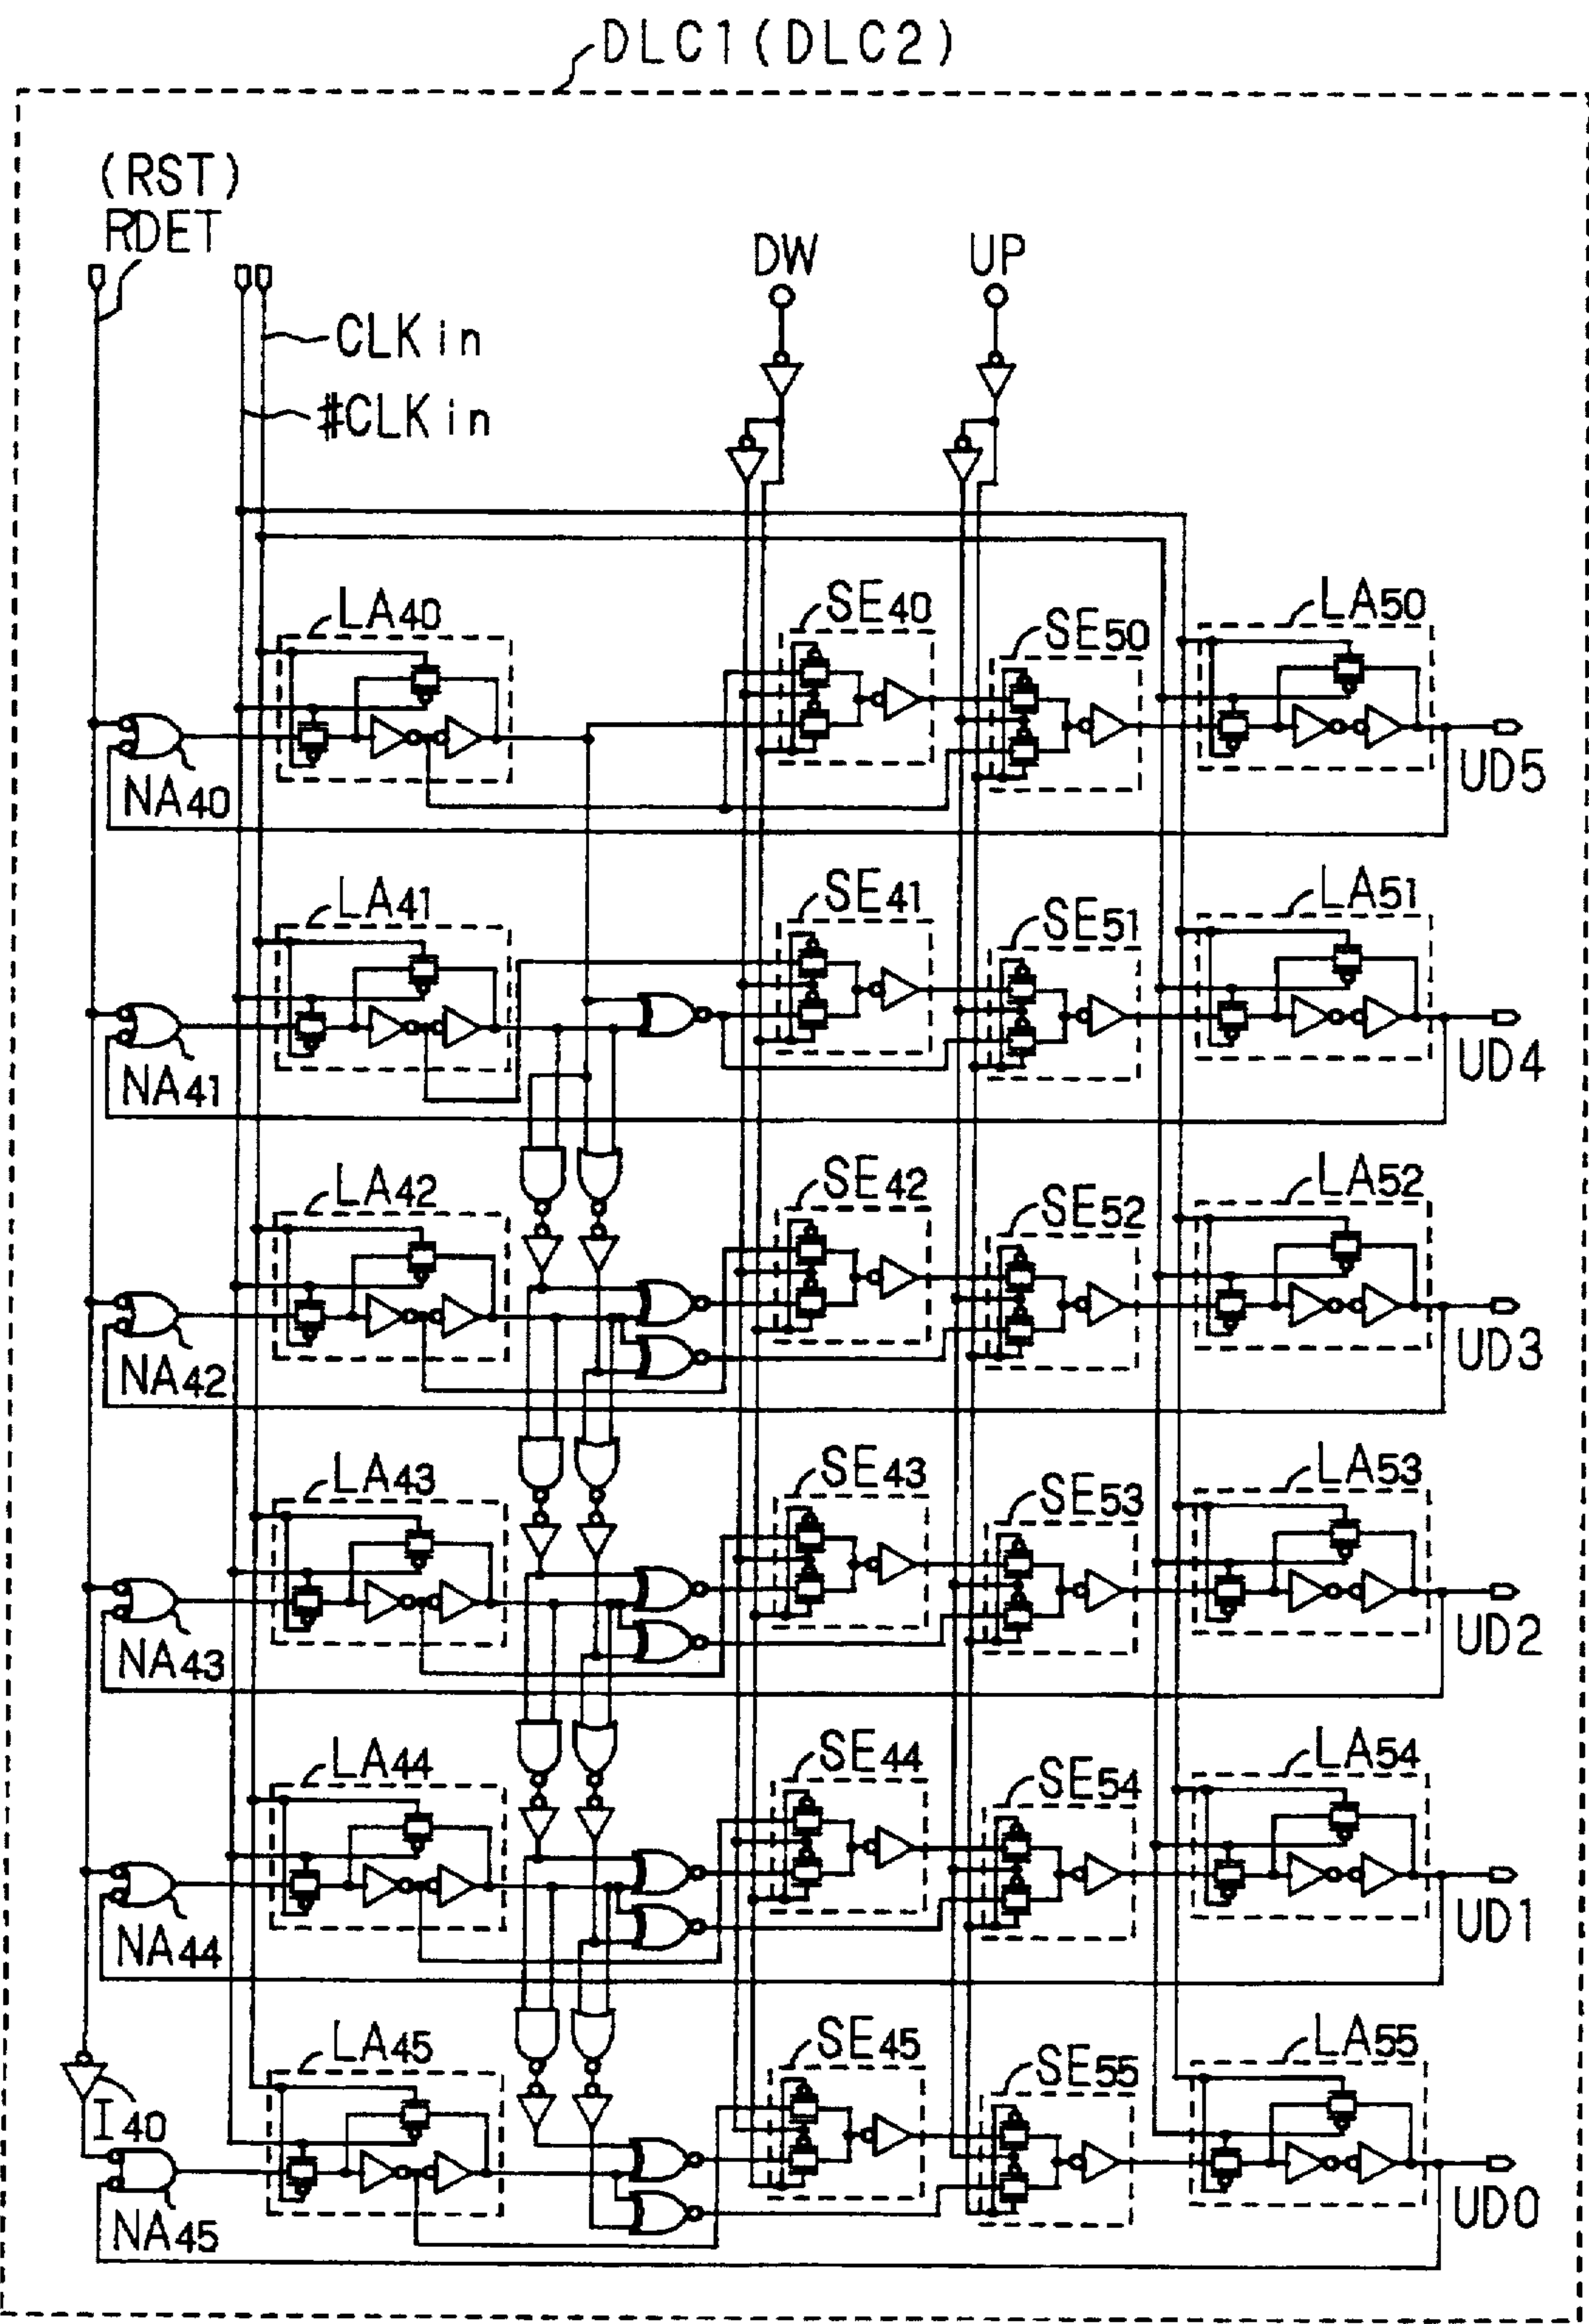 DLC1(DLC2)
(RST)
RDET
DW
UP
CLKin
#CLKin
LA40
SE40
SE50
LA50
NA40
UD5
LA41
SE41
SE51
LA51
NA41
UD4
LA42
SE42
SE52
LA52
NA42
UD3
LA43
SE43
SE53
LA53
NA43
UD2
LA44
SE44
SE54
LA54
NA44
UD1
LA45
SE45
SE55
LA55
I40
NA45
UD0